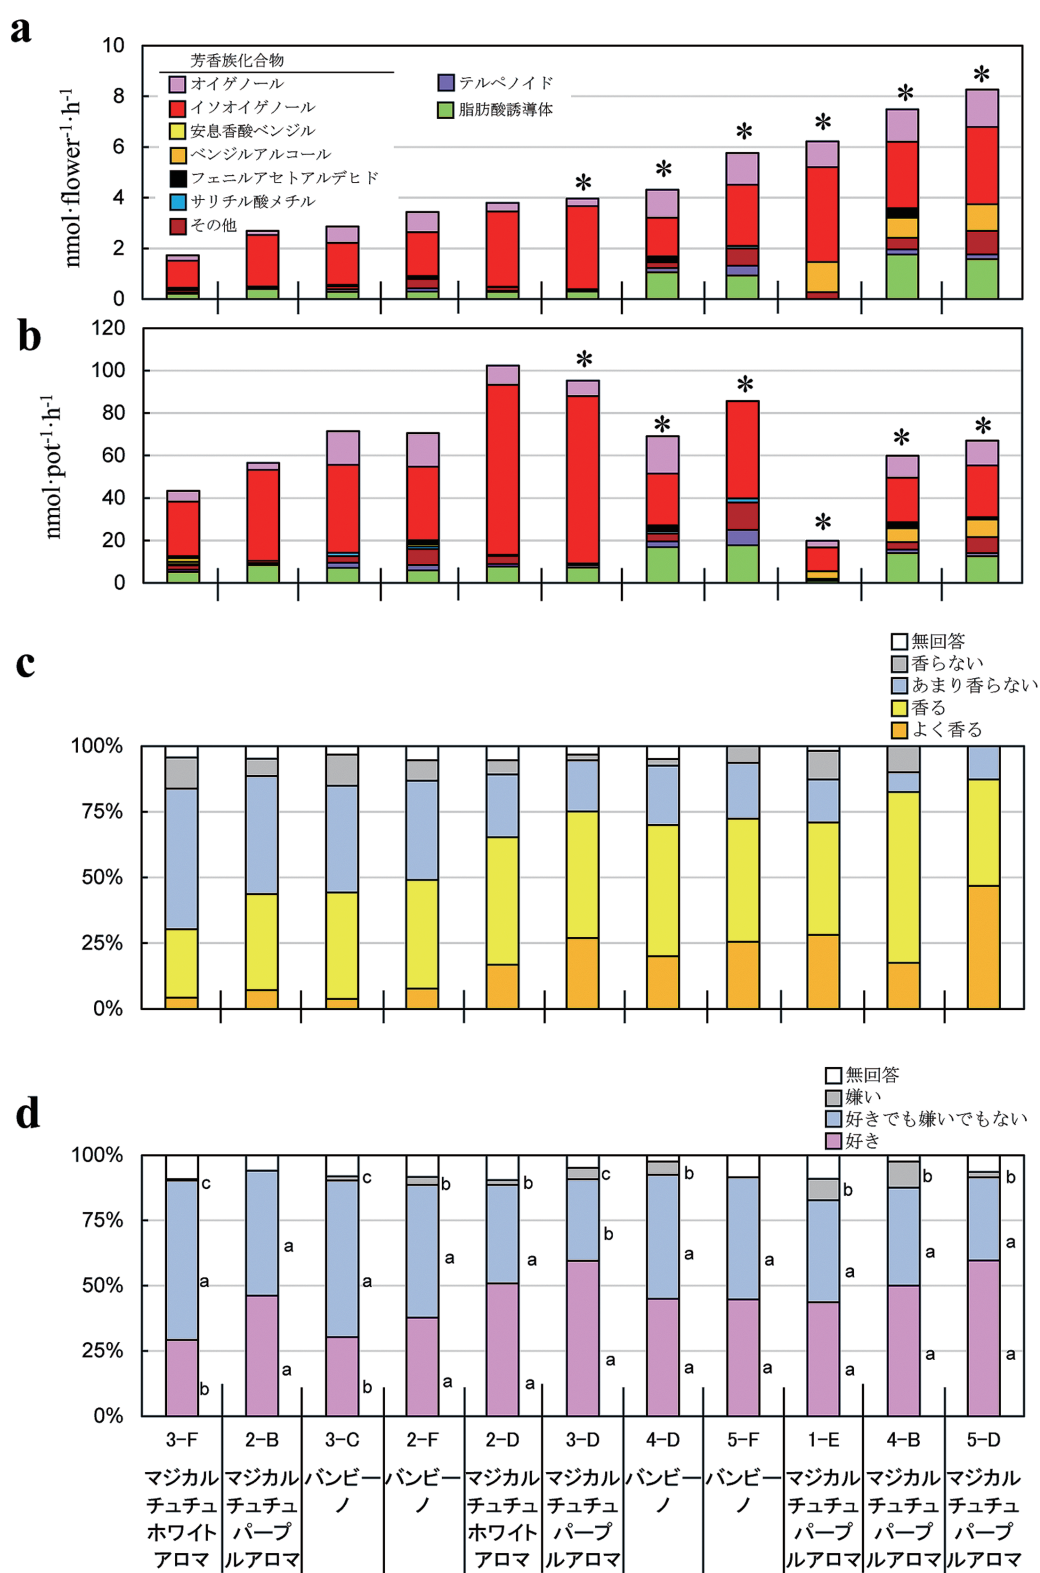 a
10
8
6
4
2
0
nmol·flower⁻¹·h⁻¹
芳香族化合物
オイゲノール
イソオイゲノール
安息香酸ベンジル
ベンジルアルコール
フェニルアセトアルデヒド
サリチル酸メチル
その他
テルペノイド
脂肪酸誘導体
* * * * * *
b
120
100
80
60
40
20
0
nmol·pot⁻¹·h⁻¹
* * * * * *
c
無回答
香らない
あまり香らない
香る
よく香る
100%
75%
50%
25%
0%
d
無回答
嫌い
好きでも嫌いでもない
好き
100%
75%
50%
25%
0%
c c b b c b b b b
a a a a a b a a a a a
b a b a a a a a a a a
3-F 2-B 3-C 2-F 2-D 3-D 4-D 5-F 1-E 4-B 5-D
マジカル マジカル バンビー バンビー マジカル マジカル バンビー バンビー マジカル マジカル マジカル
チュチュ チュチュ ノ ノ チュチュ チュチュ ノ ノ チュチュ チュチュ チュチュ
ホワイト パープ ホワイト パープ パープ パープ パープ
アロマ ルアロマ アロマ ルアロマ ルアロマ ルアロマ ルアロマ